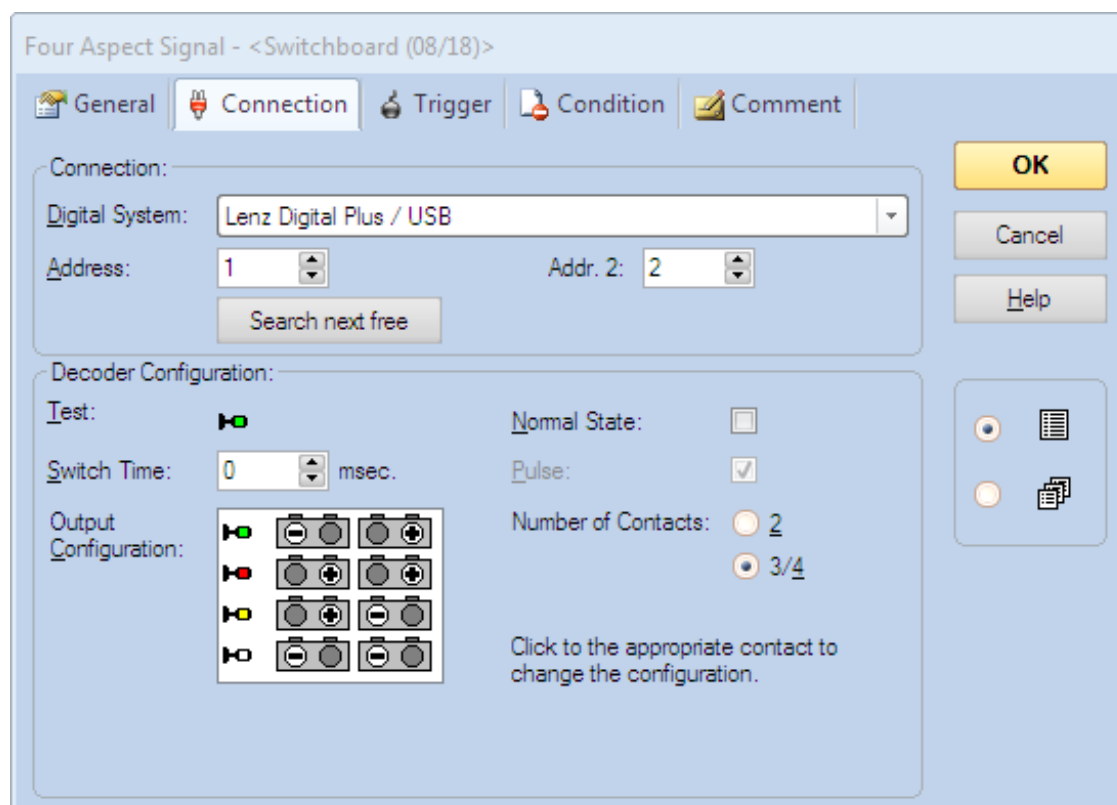 Four Aspect Signal - <Switchboard (08/18)>
General Connection Trigger Condition Comment
Connection:
Digital System: Lenz Digital Plus / USB
Address: 1 Addr. 2: 2
Search next free
OK
Cancel
Help
Decoder Configuration:
Test: Normal State:
Switch Time: 0 msec. Pulse:
Output
Configuration:
Number of Contacts: 2
3/4
Click to the appropriate contact to
change the configuration.